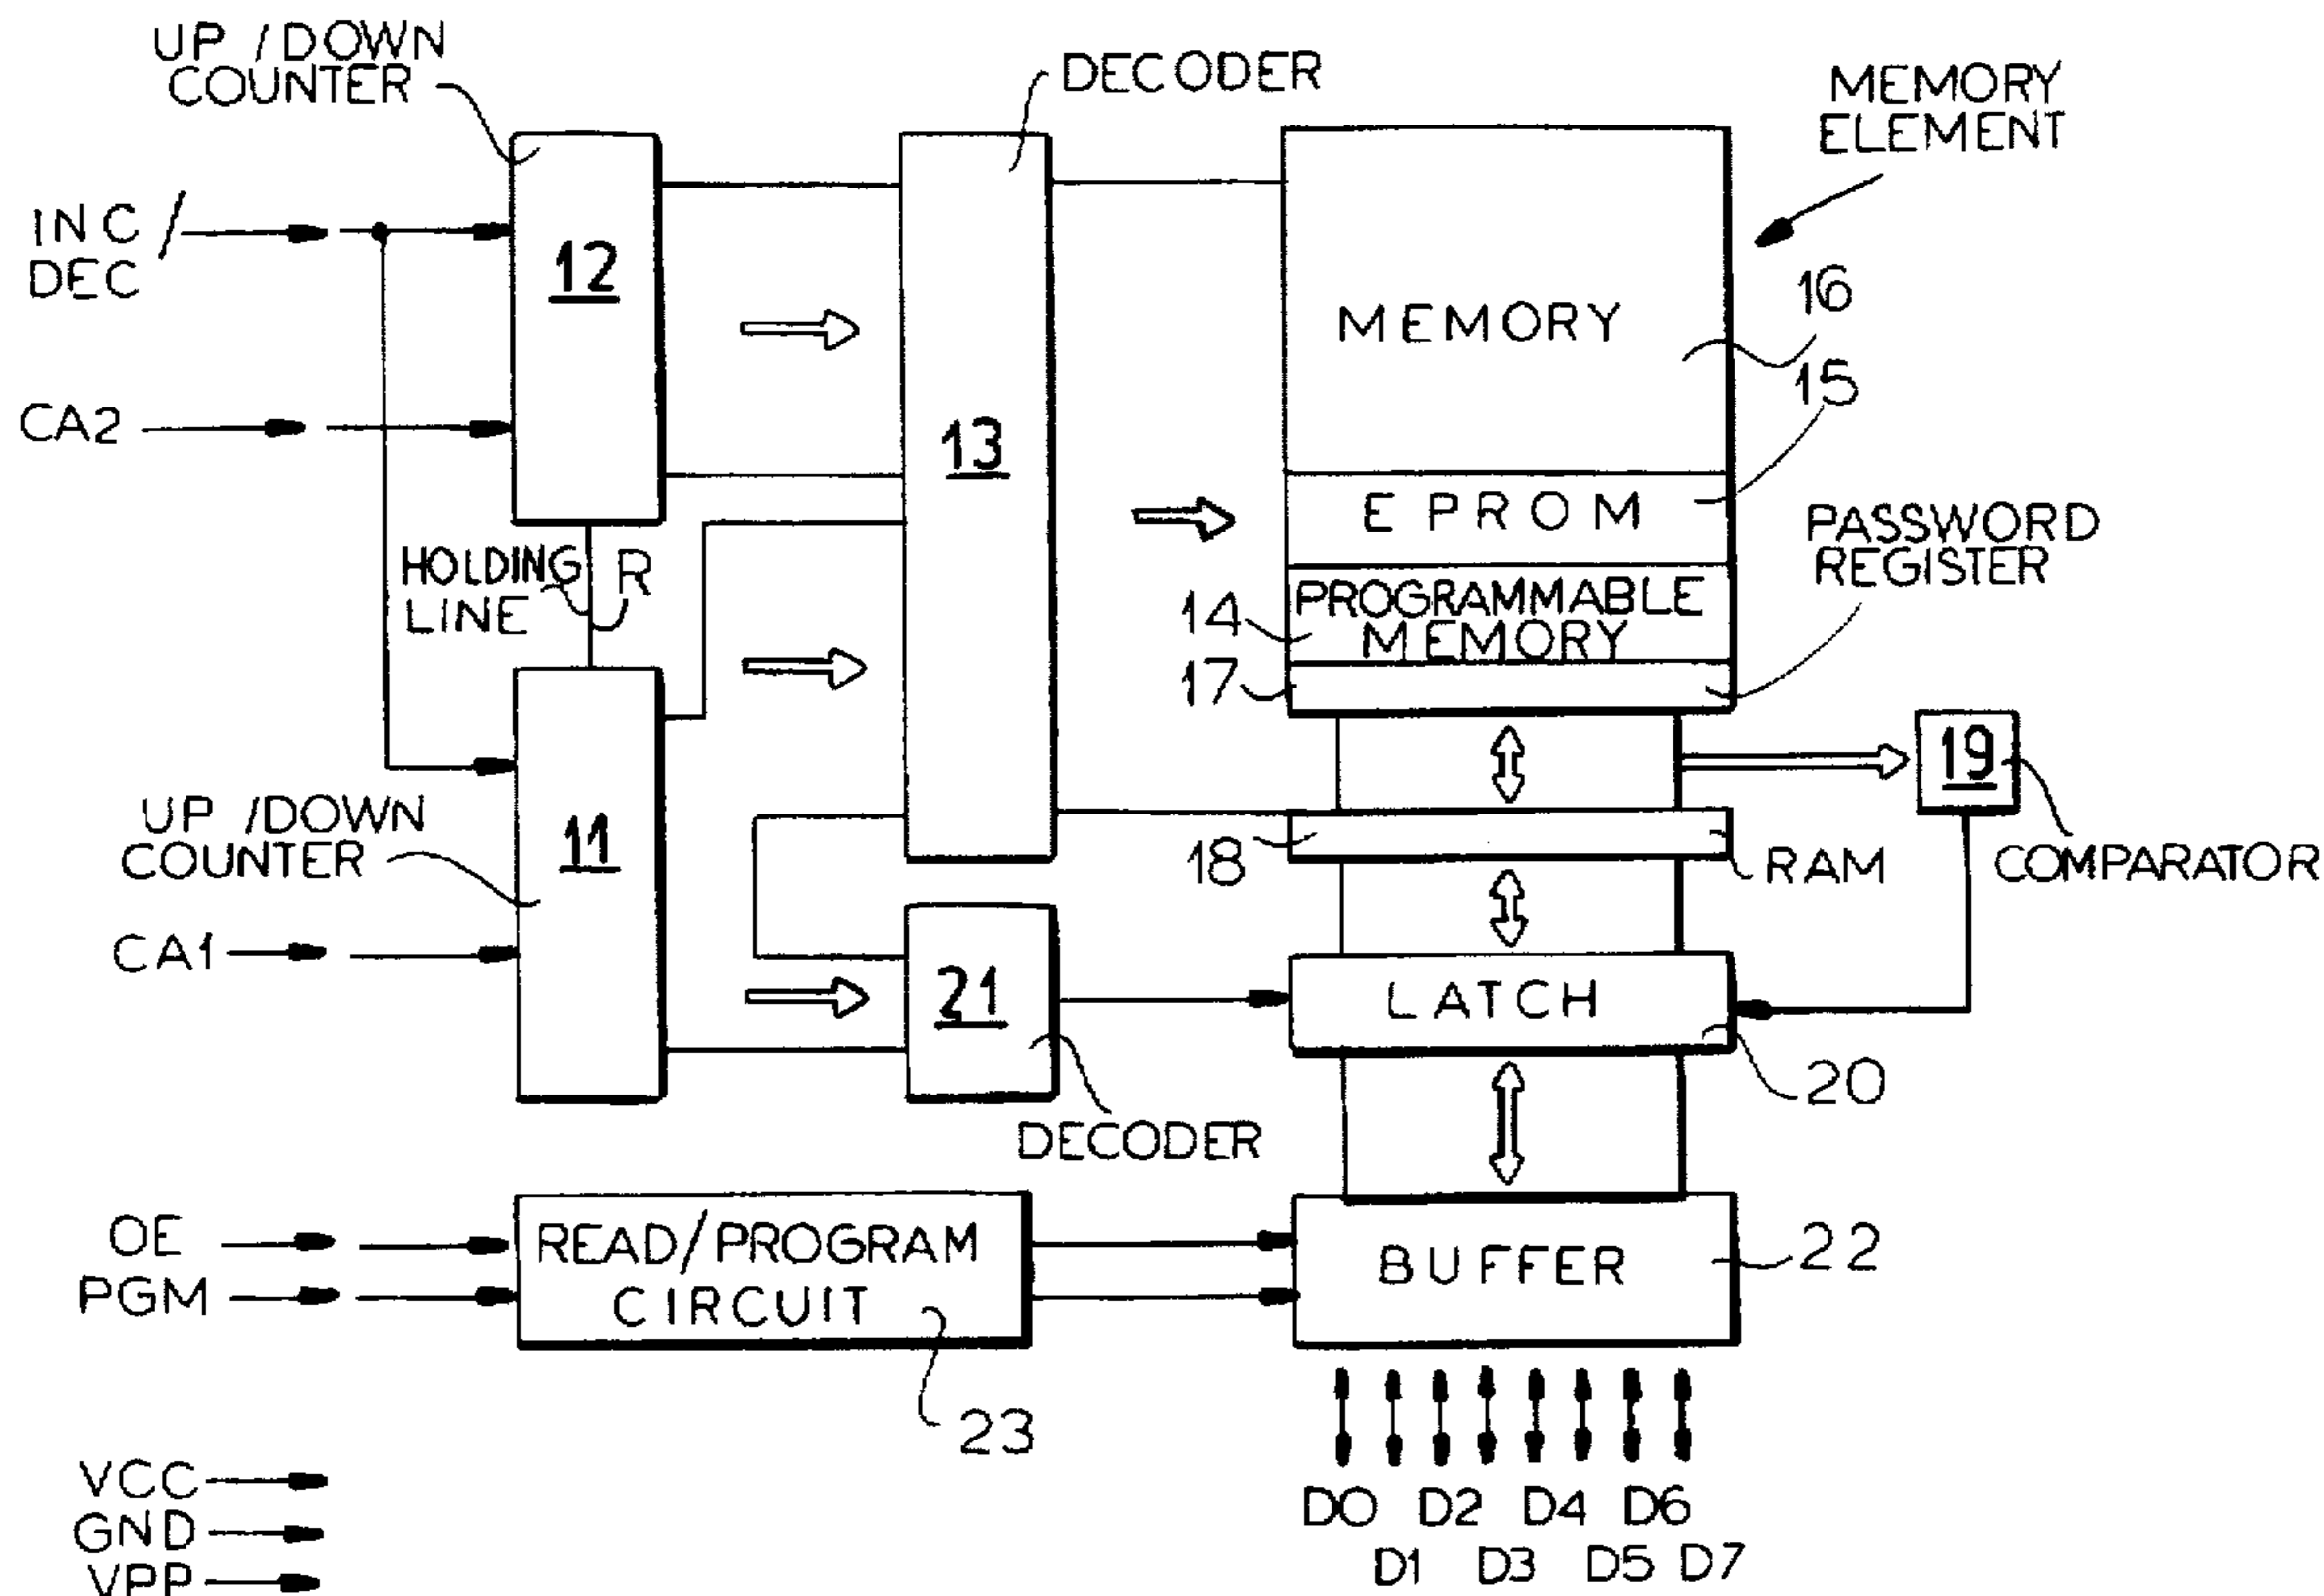 UP /DOWN
COUNTER
DECODER
MEMORY
ELEMENT
INC /
DEC
12
16
MEMORY
15
CA2
13
EPROM
PASSWORD
REGISTER
HOLDING
LINE
R
14
PROGRAMMABLE
MEMORY
17
19
UP /DOWN
COUNTER
11
18
RAM
COMPARATOR
CA1
21
LATCH
20
DECODER
OE
PGM
READ/PROGRAM
CIRCUIT
BUFFER
22
23
VCC
GND
VPP
D0 D2 D4 D6
D1 D3 D5 D7